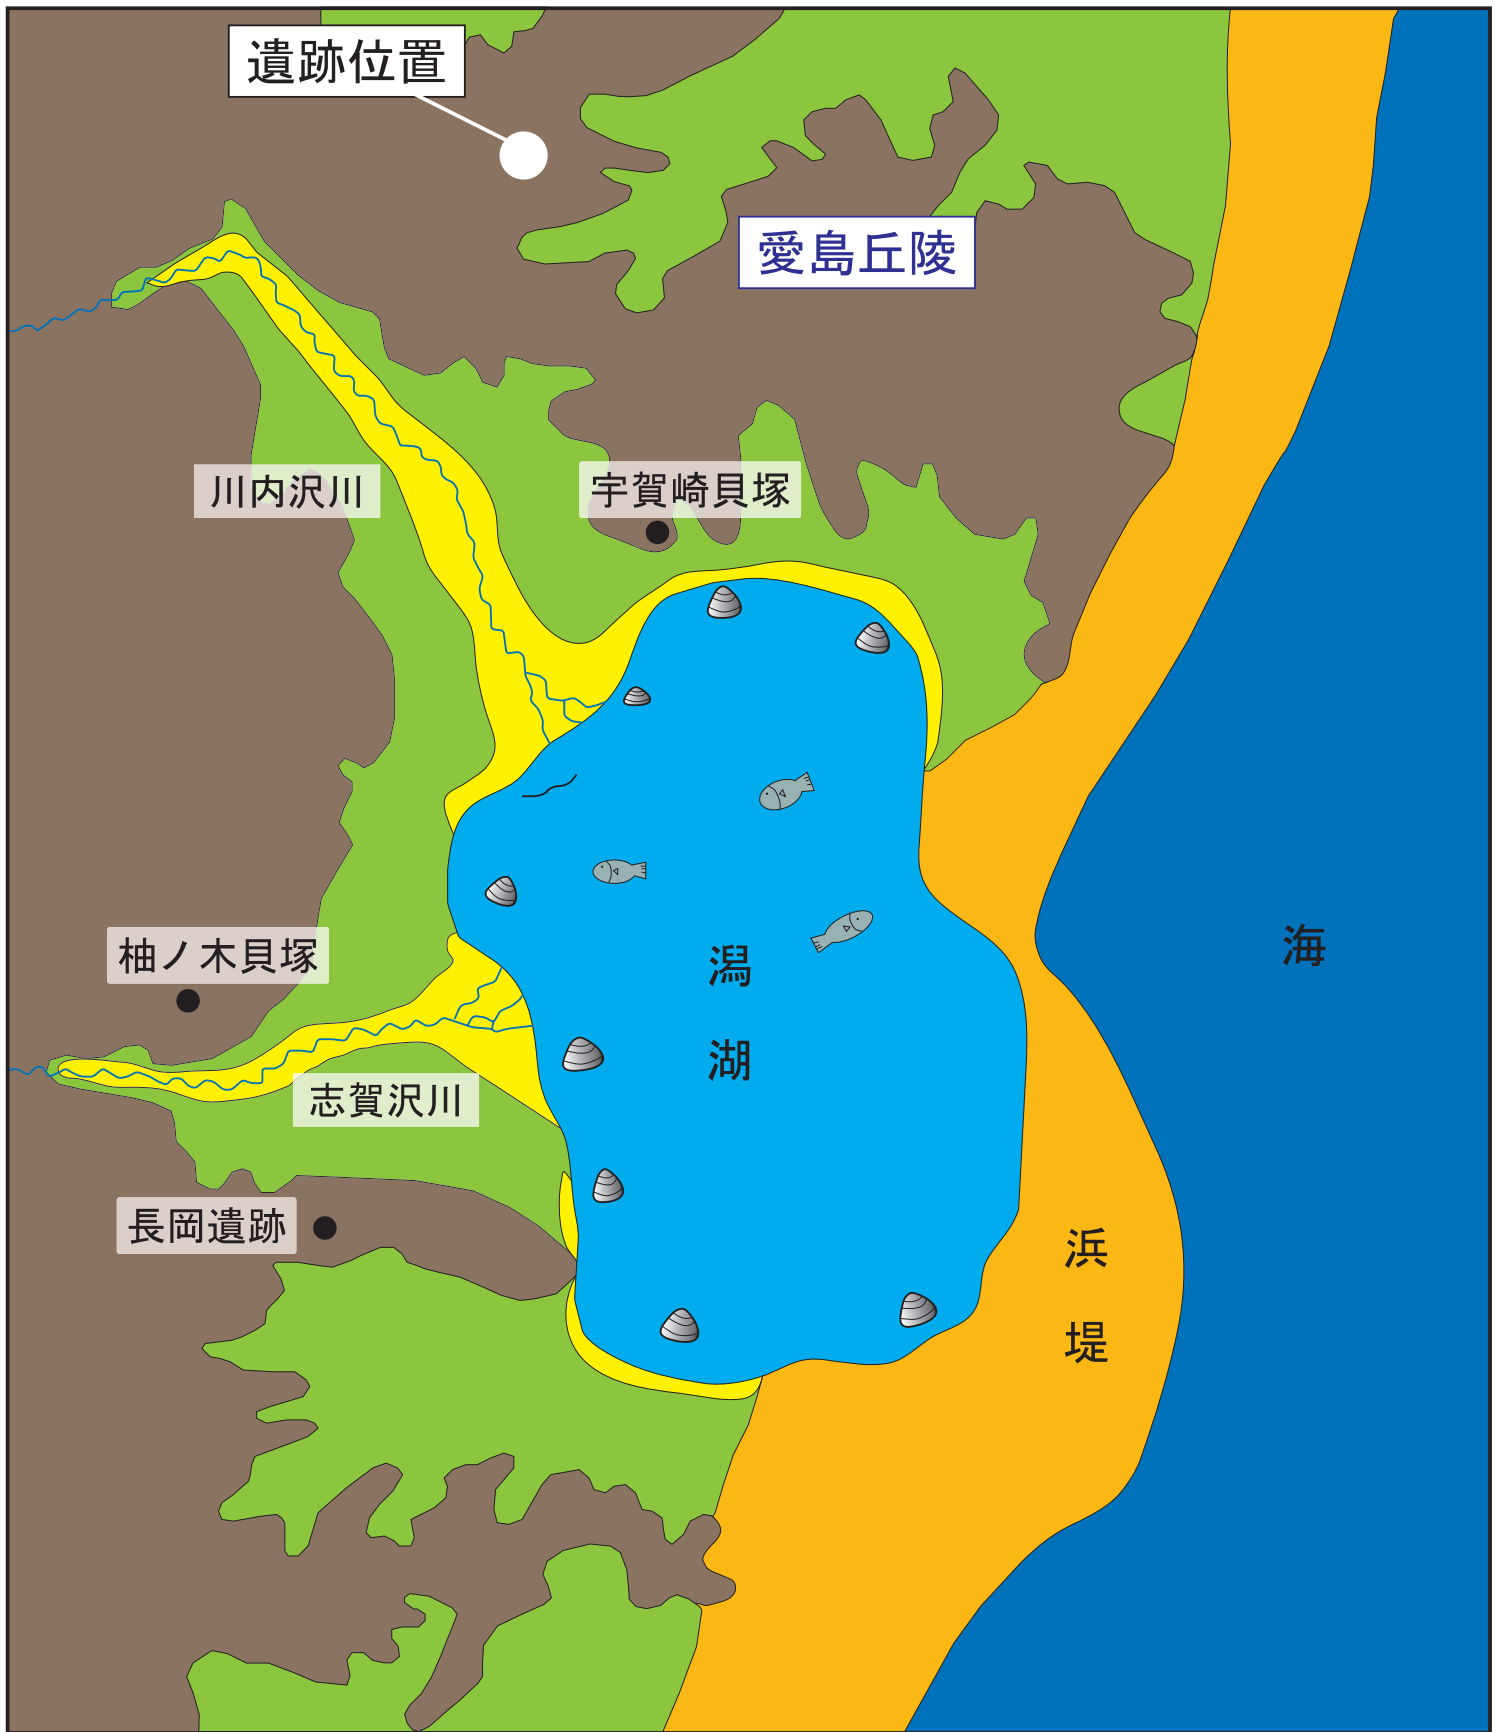 遺跡位置
愛島丘陵
川内沢川
宇賀崎貝塚
柚ノ木貝塚
潟湖
海
志賀沢川
長岡遺跡
浜堤